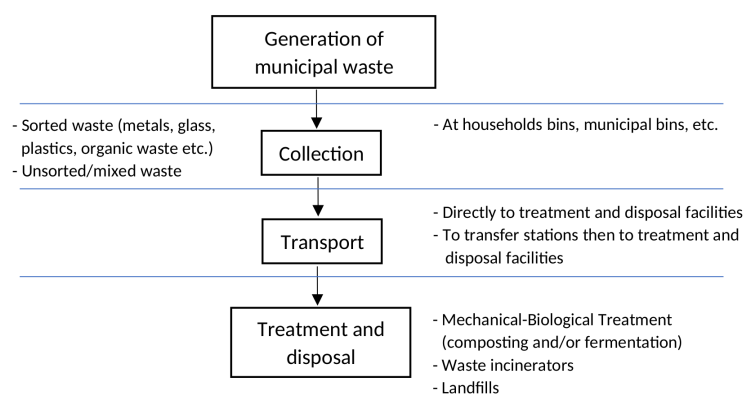 Generation of
municipal waste
- Sorted waste (metals, glass,
plastics, organic waste etc.)
- Unsorted/mixed waste
Collection
- At households bins, municipal bins, etc.
Transport
- Directly to treatment and disposal facilities
- To transfer stations then to treatment and
disposal facilities
Treatment and
disposal
- Mechanical-Biological Treatment
(composting and/or fermentation)
- Waste incinerators
- Landfills